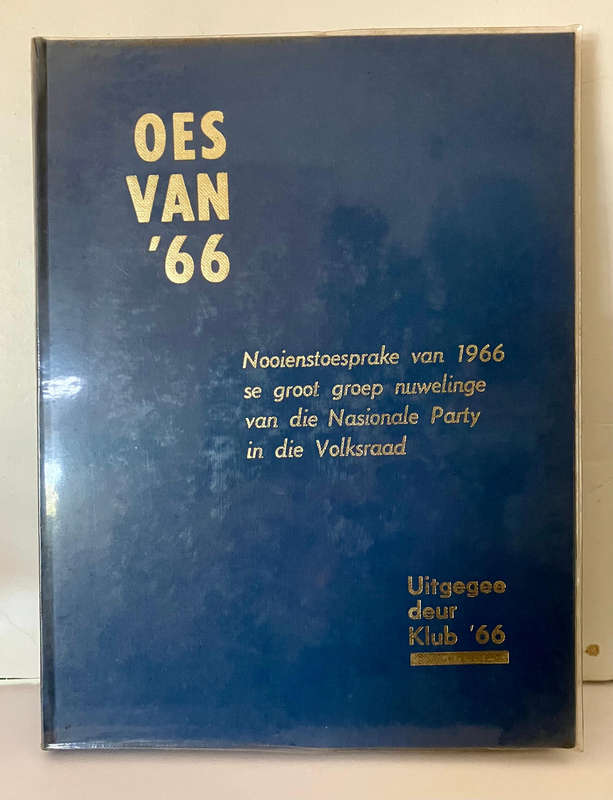 OES
VAN
'66
Nooienstoesprake van 1966
se groot groep nuwelinge
van die Nasionale Party
in die Volksraad
Uitgegee
deur
Klub '66